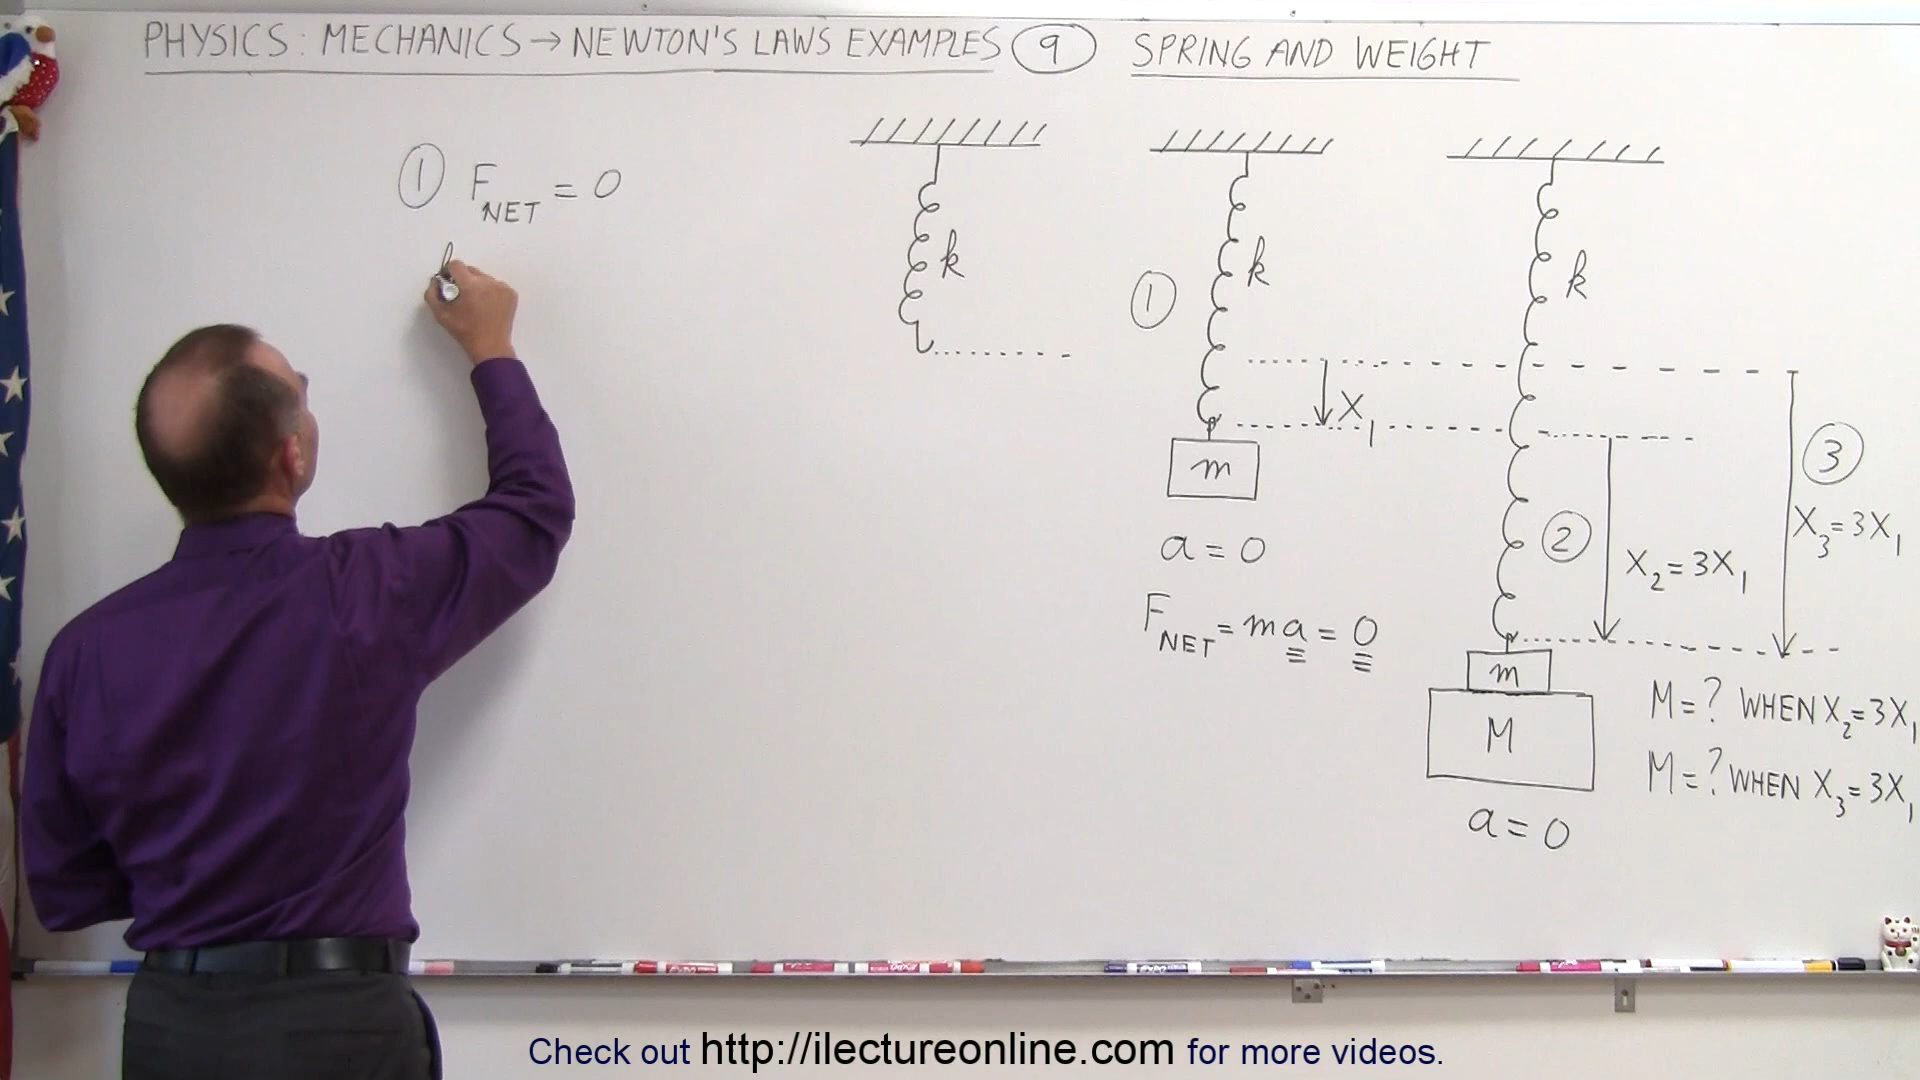 PHYSICS: MECHANICS → NEWTON'S LAWS EXAMPLES 9 SPRING AND WEIGHT
1 F NET = 0
k
1
k
k
X1
m
a = 0
F NET = ma = 0
2
X2 = 3X1
3
X3 = 3X1
m
M
a = 0
M = ? WHEN X2 = 3X1
M = ? WHEN X3 = 3X1
Check out http://ilectureonline.com for more videos.